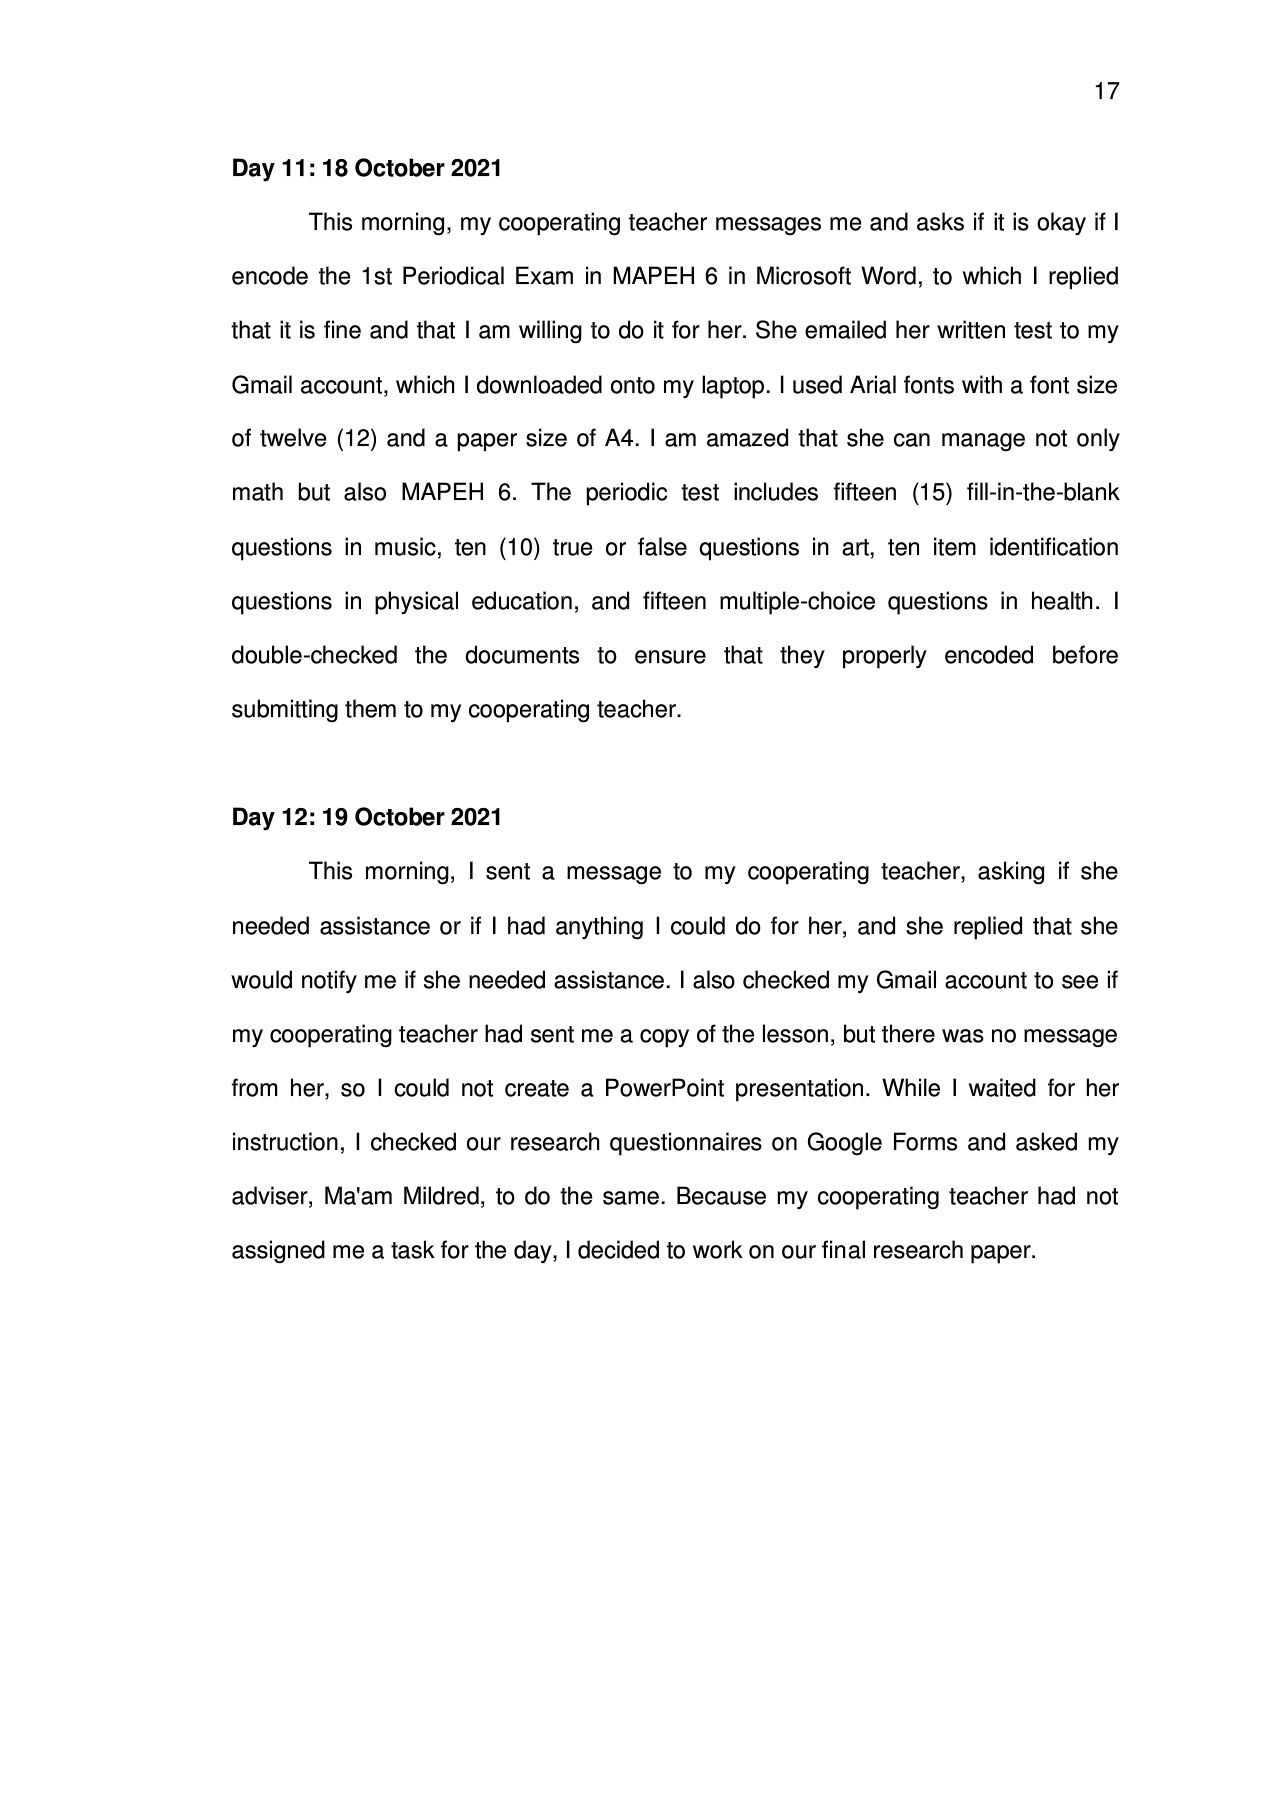 17
Day 11: 18 October 2021
This morning, my cooperating teacher messages me and asks if it is okay if I
encode the 1st Periodical Exam in MAPEH 6 in Microsoft Word, to which I replied
that it is fine and that I am willing to do it for her. She emailed her written test to my
Gmail account, which I downloaded onto my laptop. I used Arial fonts with a font size
of twelve (12) and a paper size of A4. I am amazed that she can manage not only
math but also MAPEH 6. The periodic test includes fifteen (15) fill-in-the-blank
questions in music, ten (10) true or false questions in art, ten item identification
questions in physical education, and fifteen multiple-choice questions in health. I
double-checked the documents to ensure that they properly encoded before
submitting them to my cooperating teacher.
Day 12: 19 October 2021
This morning, I sent a message to my cooperating teacher, asking if she
needed assistance or if I had anything I could do for her, and she replied that she
would notify me if she needed assistance. I also checked my Gmail account to see if
my cooperating teacher had sent me a copy of the lesson, but there was no message
from her, so I could not create a PowerPoint presentation. While I waited for her
instruction, I checked our research questionnaires on Google Forms and asked my
adviser, Ma'am Mildred, to do the same. Because my cooperating teacher had not
assigned me a task for the day, I decided to work on our final research paper.